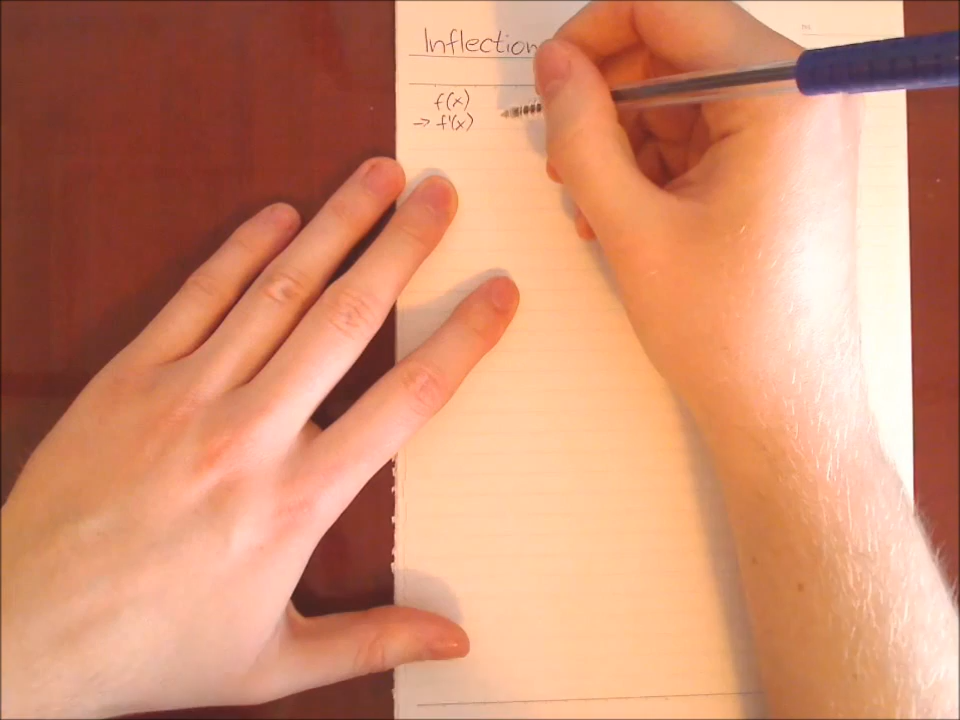 Inflection
f(x)
→ f'(x)